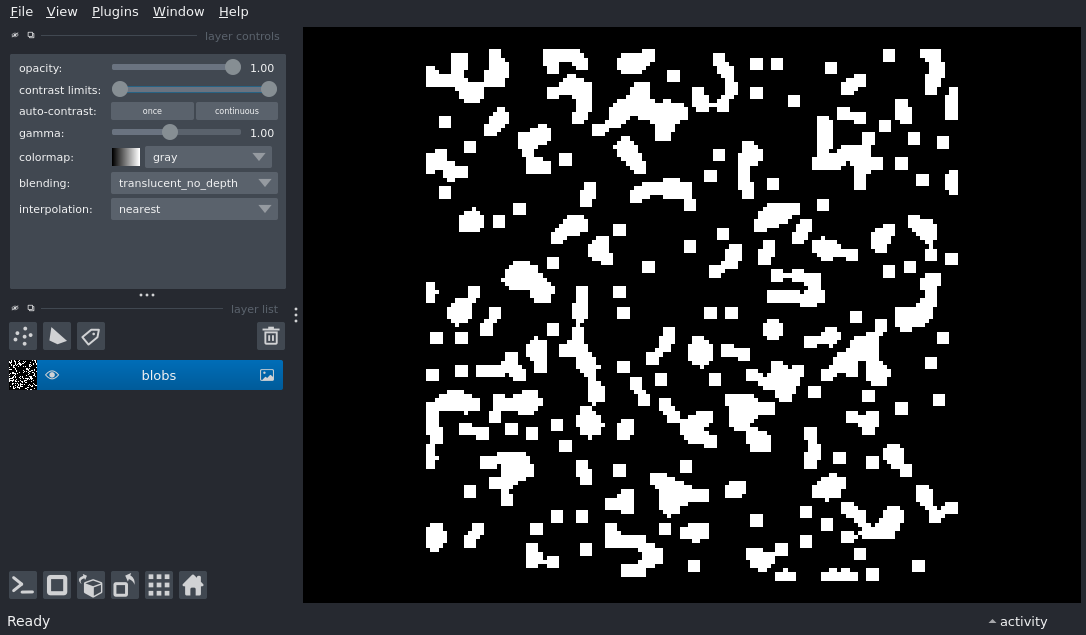 File View Plugins Window Help
layer controls
opacity: 1.00
contrast limits:
auto-contrast: once continuous
gamma: 1.00
colormap: gray
blending: translucent_no_depth
interpolation: nearest
layer list
blobs
Ready
activity